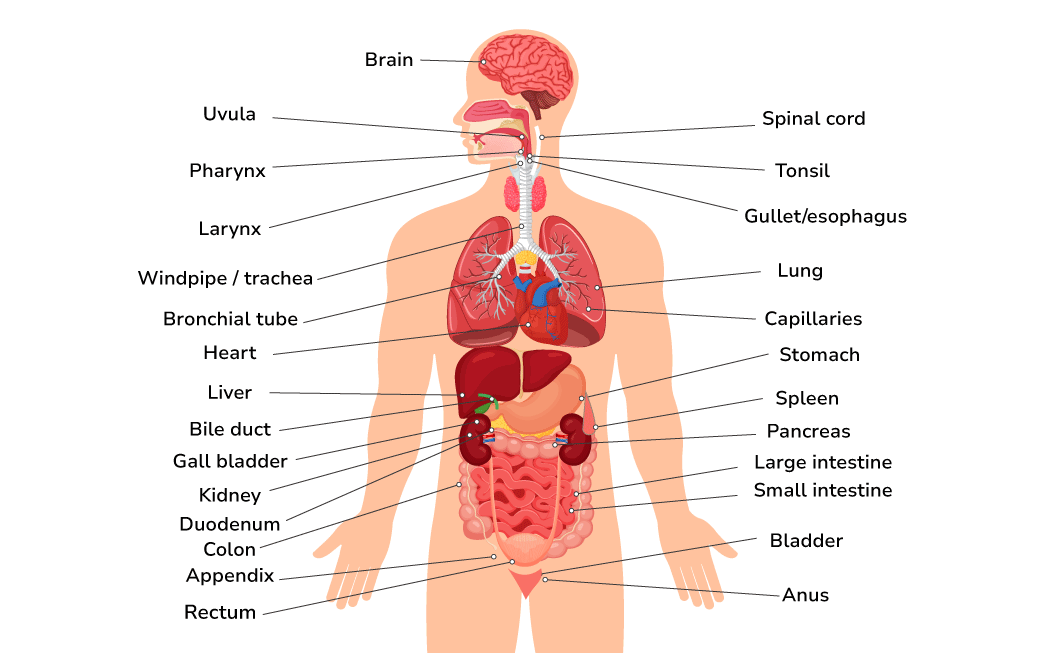 Brain
Uvula
Pharynx
Larynx
Windpipe / trachea
Bronchial tube
Heart
Liver
Bile duct
Gall bladder
Kidney
Duodenum
Colon
Appendix
Rectum
Spinal cord
Tonsil
Gullet/esophagus
Lung
Capillaries
Stomach
Spleen
Pancreas
Large intestine
Small intestine
Bladder
Anus